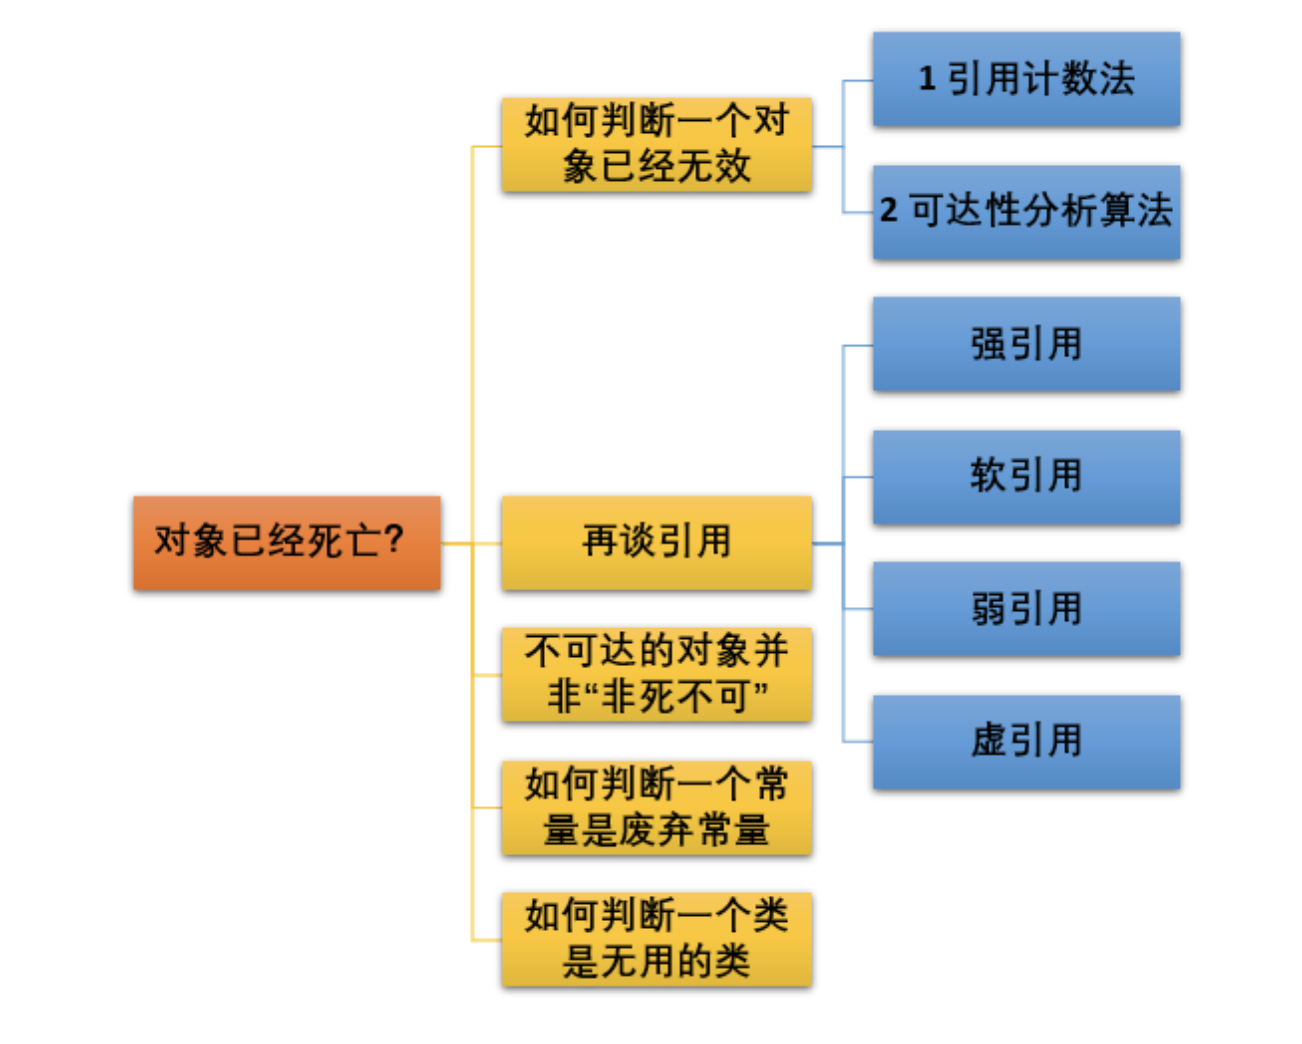 对象已经死亡?
如何判断一个对
象已经无效
1 引用计数法
2 可达性分析算法
再谈引用
强引用
软引用
弱引用
虚引用
不可达的对象并
非“非死不可”
如何判断一个常
量是废弃常量
如何判断一个类
是无用的类